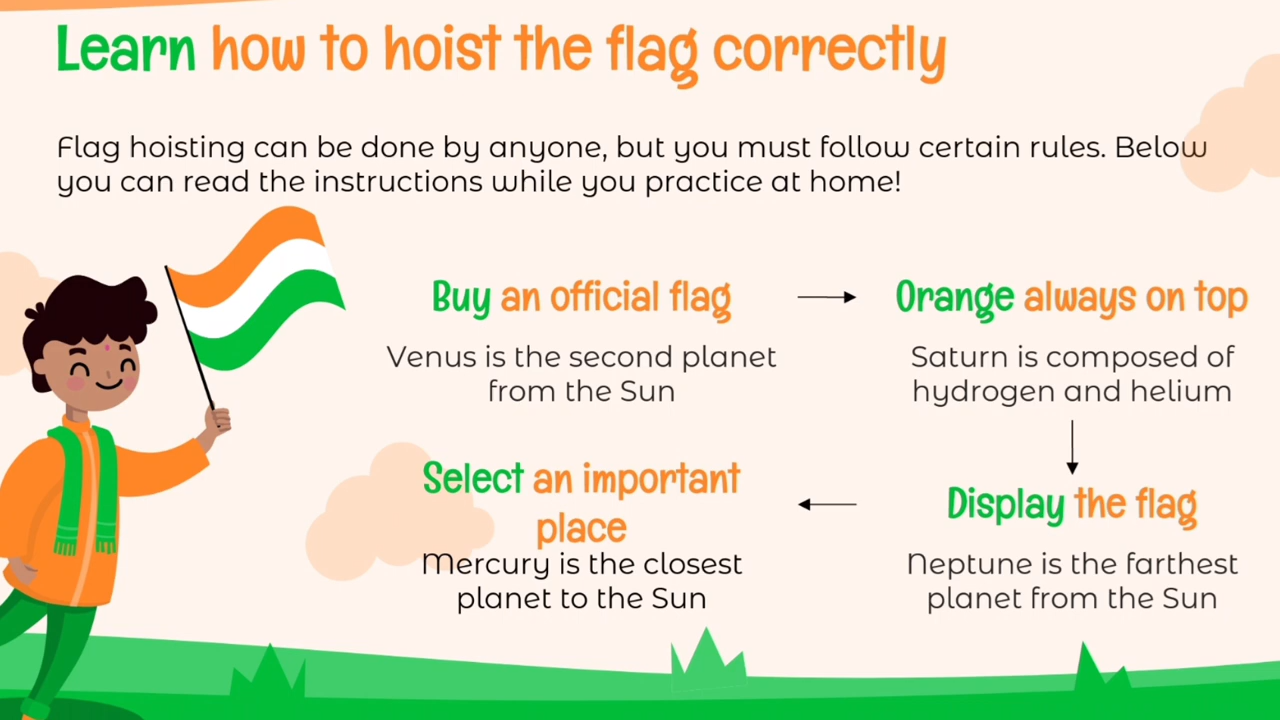 Learn how to hoist the flag correctly
Flag hoisting can be done by anyone, but you must follow certain rules. Below
you can read the instructions while you practice at home!
Buy an official flag
Venus is the second planet
from the Sun
Orange always on top
Saturn is composed of
hydrogen and helium
Display the flag
Neptune is the farthest
planet from the Sun
Select an important
place
Mercury is the closest
planet to the Sun